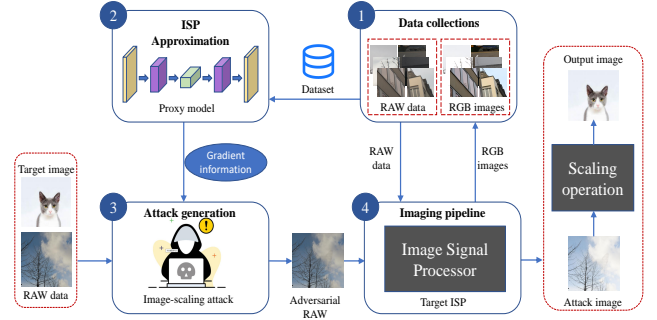 2
ISP
Approximation
Proxy model
Dataset
1
Data collections
RAW data
RGB images
Output image
Scaling
operation
Attack image
Gradient
information
RAW
data
RGB
images
Target image
RAW data
3
Attack generation
!
Image-scaling attack
Adversarial
RAW
4
Imaging pipeline
Image Signal
Processor
Target ISP